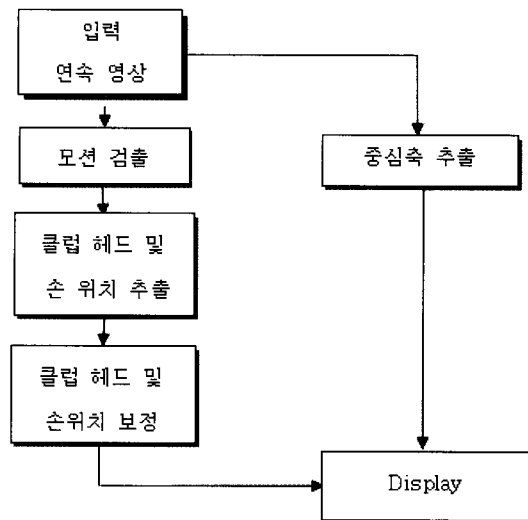 입력
연속 영상
모션 검출
중심축 추출
클럽 헤드 및
손 위치 추출
클럽 헤드 및
손위치 보정
Display